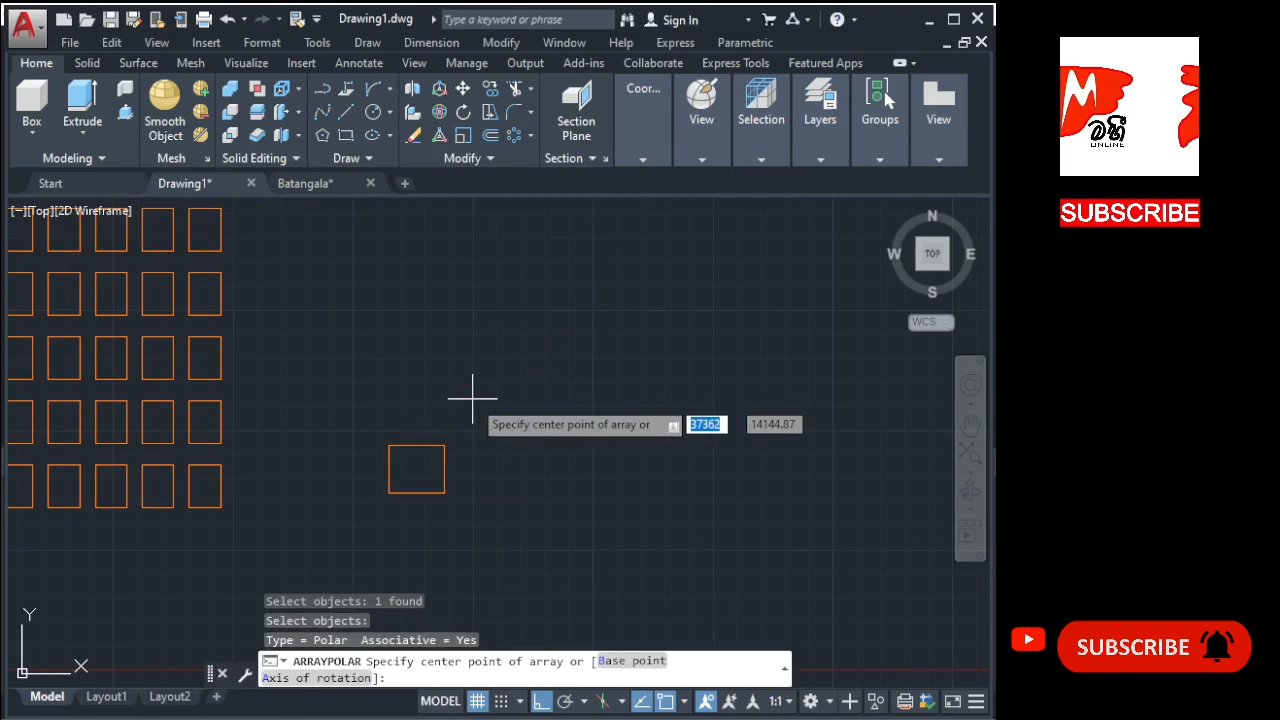 Drawing1.dwg
Type a keyword or phrase
Sign In
File Edit View Insert Format Tools Draw Dimension Modify Window Help Express Parametric
Home Solid Surface Mesh Visualize Insert Annotate View Manage Output Add-ins Collaborate Express Tools Featured Apps
Box
Extrude
Smooth
Object
Section
Plane
Coor...
View
Selection
Layers
Groups
View
Modeling
Mesh
Solid Editing
Draw
Modify
Section
Start
Drawing1*
Batangala*
[−][Top][2D Wireframe]
N
W
TOP
E
S
WCS
Specify center point of array or
37362
14144.87
Select objects: 1 found
Select objects:
Type = Polar Associative = Yes
ARRAYPOLAR Specify center point of array or [Base point
Axis of rotation]:
Y
X
Model
Layout1
Layout2
MODEL
1:1
M
ONLINE
SUBSCRIBE
SUBSCRIBE